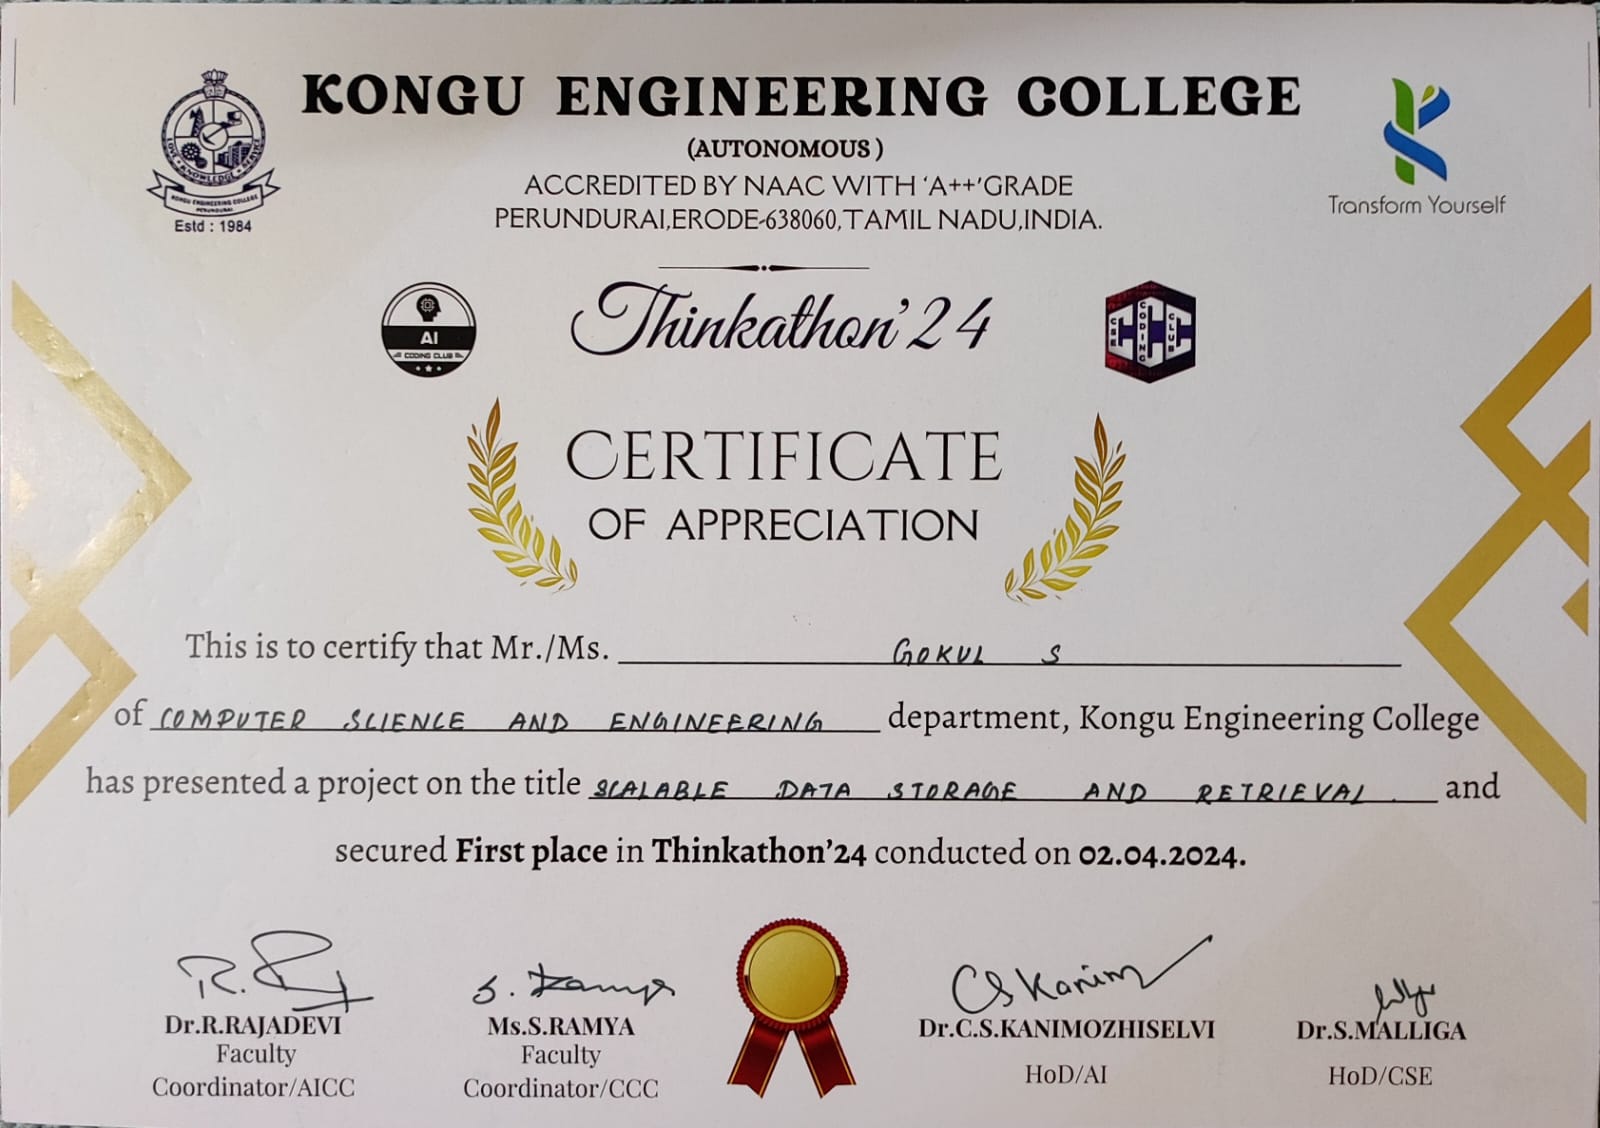 KONGU ENGINEERING COLLEGE
(AUTONOMOUS )
ACCREDITED BY NAAC WITH ‘A++’GRADE
PERUNDURAI,ERODE-638060,TAMIL NADU,INDIA.
LOVE - KNOWLEDGE - SERVICE
KONGU ENGINEERING COLLEGE
PERUNDURAI
Estd : 1984
Transform Yourself
AI
CODING CLUB
Thinkathon’24
CSE CODING CLUB
CCC
CERTIFICATE
OF APPRECIATION
This is to certify that Mr./Ms. GOKUL S
of COMPUTER SCIENCE AND ENGINEERING department, Kongu Engineering College
has presented a project on the title SCALABLE DATA STORAGE AND RETRIEVAL. and
secured First place in Thinkathon’24 conducted on 02.04.2024.
S. Ramya
CS Kanim
Dr.R.RAJADEVI Ms.S.RAMYA Dr.C.S.KANIMOZHISELVI Dr.S.MALLIGA
Faculty Faculty HoD/AI HoD/CSE
Coordinator/AICC Coordinator/CCC